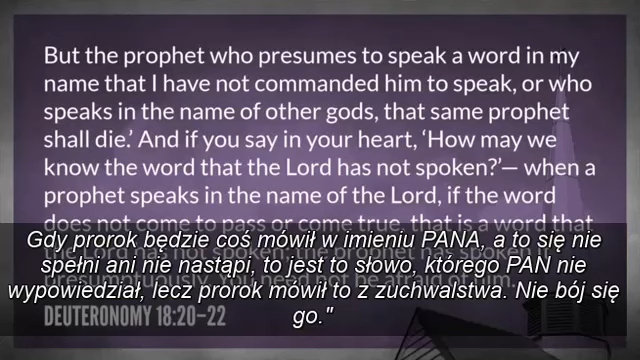 But the prophet who presumes to speak a word in my
name that I have not commanded him to speak, or who
speaks in the name of other gods, that same prophet
shall die.’ And if you say in your heart, ‘How may we
know the word that the Lord has not spoken?’— when a
prophet speaks in the name of the Lord, if the word
does not come to pass or come true, that is a word that
the Lord has not spoken; the prophet has spoken it
presumptuously. You need not be afraid of him.
Gdy prorok będzie coś mówił w imieniu PANA, a to się nie
spełni ani nie nastąpi, to jest to słowo, którego PAN nie
wypowiedział, lecz prorok mówił to z zuchwalstwa. Nie bój się
go."
DEUTERONOMY 18:20–22